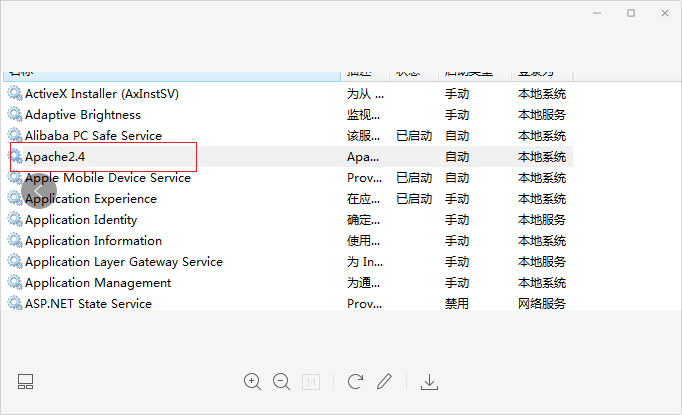 名称 描述 状态 启动类型 登录为
ActiveX Installer (AxInstSV) 为从 ... 手动 本地系统
Adaptive Brightness 监视... 手动 本地服务
Alibaba PC Safe Service 该服... 已启动 自动 本地系统
Apache2.4 Apa... 自动 本地系统
Apple Mobile Device Service Prov... 已启动 自动 本地系统
Application Experience 在应... 已启动 手动 本地系统
Application Identity 确定... 手动 本地服务
Application Information 使用... 手动 本地系统
Application Layer Gateway Service 为 In... 手动 本地服务
Application Management 为通... 手动 本地系统
ASP.NET State Service Prov... 禁用 网络服务